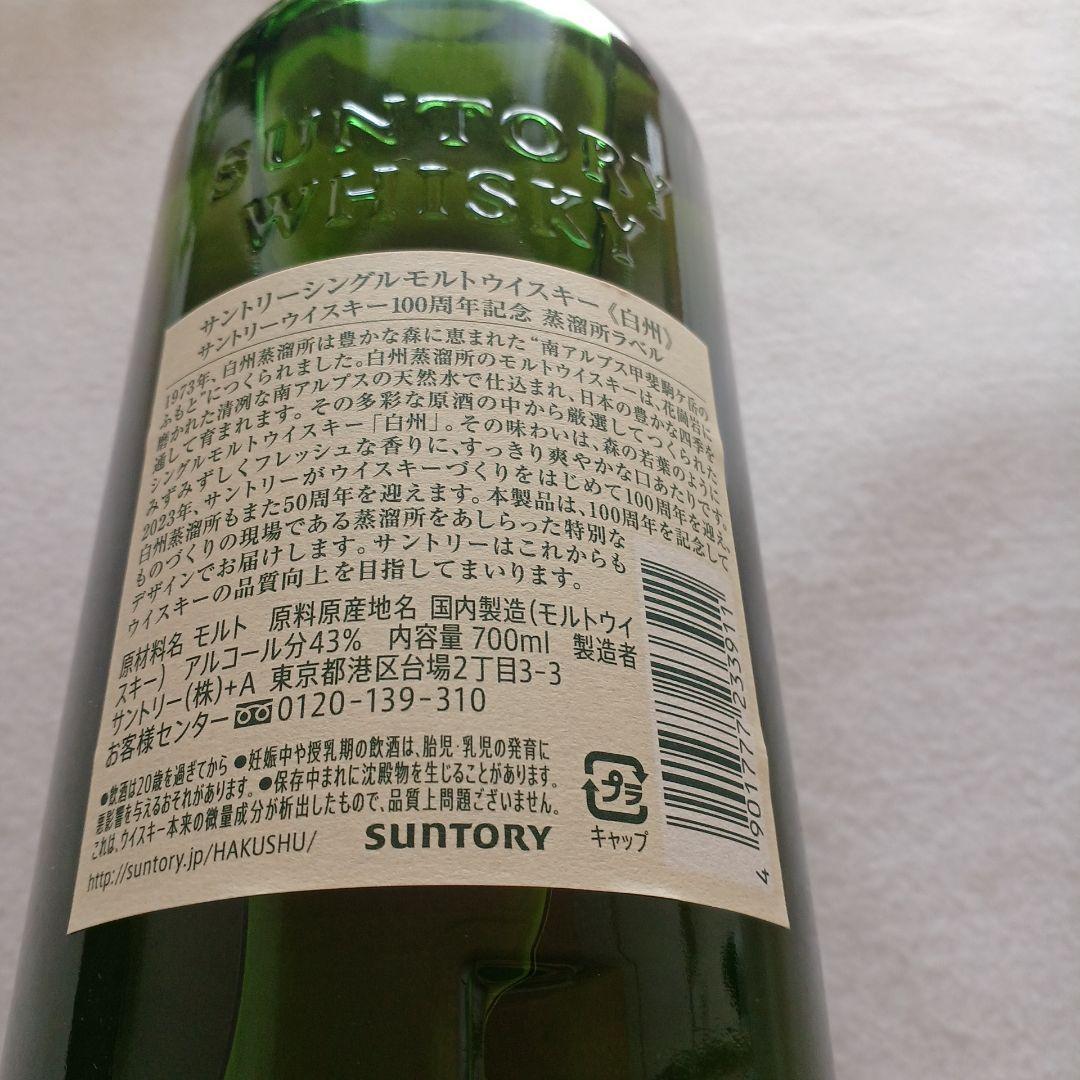 SUNTORY
WHISKY
サントリーシングルモルトウイスキー《白州》
サントリーウイスキー100周年記念 蒸溜所ラベル
1973年、白州蒸溜所は豊かな森に恵まれた“南アルプス甲斐駒ケ岳の
ふもと”につくられました。白州蒸溜所のモルトウイスキーは、花崗岩に
磨かれた清冽な南アルプスの天然水で仕込まれ、日本の豊かな四季を
通して育まれます。その多彩な原酒の中から厳選してつくられた
シングルモルトウイスキー「白州」。その味わいは、森の若葉のように
みずみずしくフレッシュな香りに、すっきり爽やかな口あたりです。
2023年、サントリーがウイスキーづくりをはじめて100周年を迎え、
白州蒸溜所もまた50周年を迎えます。本製品は、100周年を記念して
ものづくりの現場である蒸溜所をあしらった特別な
デザインでお届けします。サントリーはこれからも
ウイスキーの品質向上を目指してまいります。
原材料名 モルト 原料原産地名 国内製造(モルトウイ
スキー) アルコール分43% 内容量 700ml 製造者
サントリー(株)+A 東京都港区台場2丁目3-3
お客様センター 0120-139-310
●飲酒は20歳を過ぎてから ●妊娠中や授乳期の飲酒は、胎児・乳児の発育に
悪影響を与えるおそれがあります。 ●保存中まれに沈殿物を生じることがあります。
これは、ウイスキー本来の微量成分が析出したもので、品質上問題ございません。
http://suntory.jp/HAKUSHU/
SUNTORY
プラ
キャップ
4 901777 233911